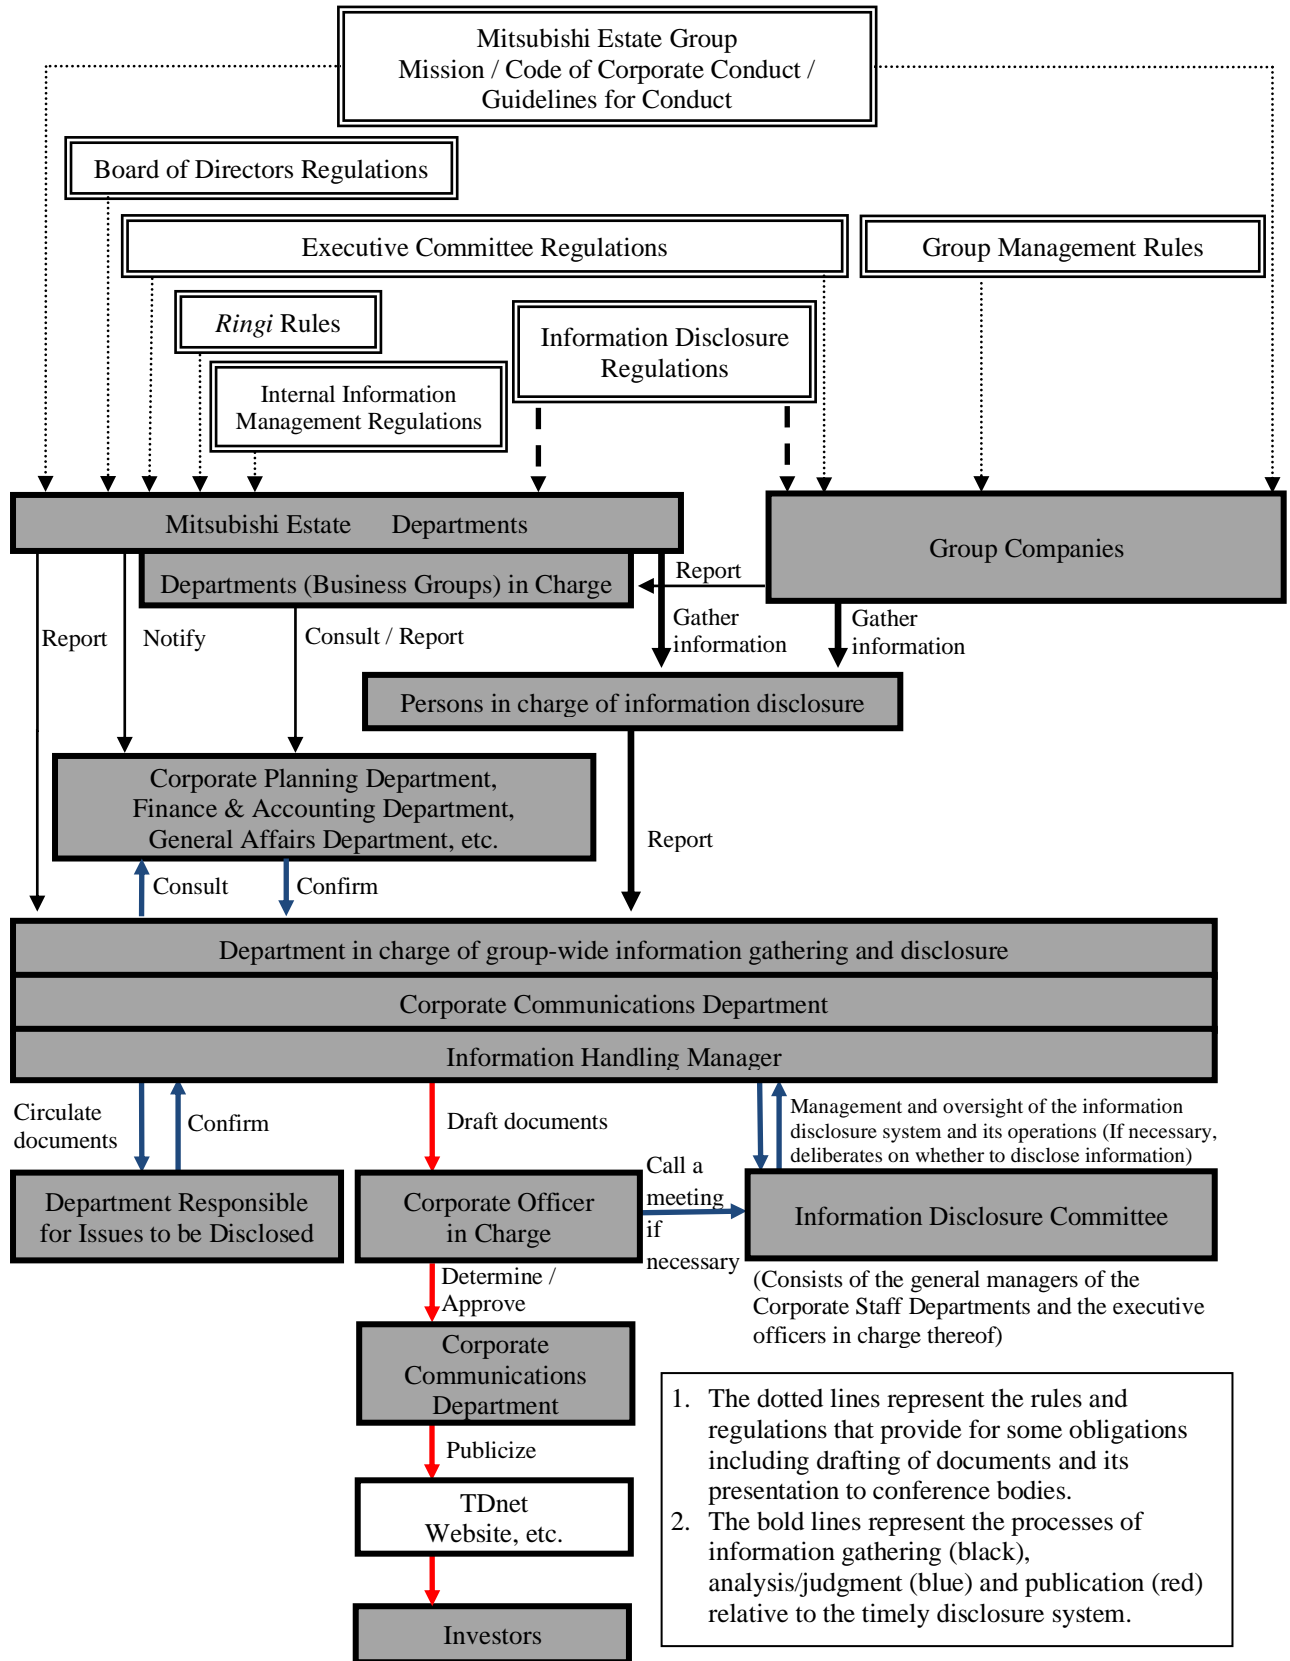 Mitsubishi Estate Group
Mission / Code of Corporate Conduct /
Guidelines for Conduct
Board of Directors Regulations
Executive Committee Regulations
Group Management Rules
Ringi Rules
Information Disclosure
Regulations
Internal Information
Management Regulations
Mitsubishi Estate Departments
Group Companies
Departments (Business Groups) in Charge
Report
Report
Notify
Consult / Report
Gather
information
Gather
information
Persons in charge of information disclosure
Corporate Planning Department,
Finance & Accounting Department,
General Affairs Department, etc.
Report
Consult
Confirm
Department in charge of group-wide information gathering and disclosure
Corporate Communications Department
Information Handling Manager
Circulate
documents
Confirm
Draft documents
Management and oversight of the information
disclosure system and its operations (If necessary,
deliberates on whether to disclose information)
Call a
meeting
if
necessary
Department Responsible
for Issues to be Disclosed
Corporate Officer
in Charge
Information Disclosure Committee
(Consists of the general managers of the
Corporate Staff Departments and the executive
officers in charge thereof)
Determine /
Approve
Corporate
Communications
Department
Publicize
TDnet
Website, etc.
Investors
1. The dotted lines represent the rules and
regulations that provide for some obligations
including drafting of documents and its
presentation to conference bodies.
2. The bold lines represent the processes of
information gathering (black),
analysis/judgment (blue) and publication (red)
relative to the timely disclosure system.